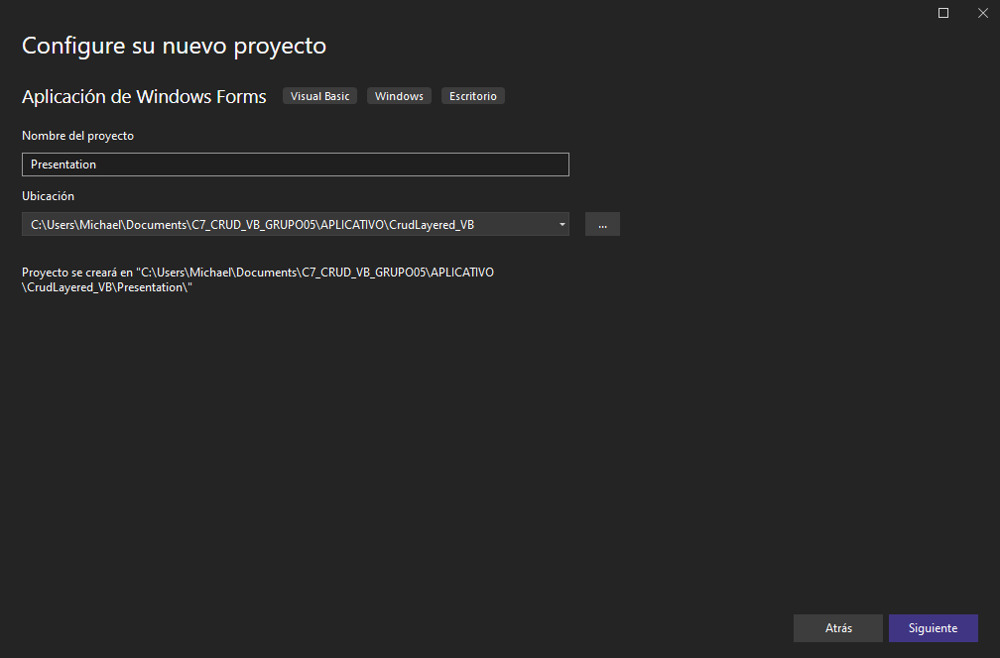 Configure su nuevo proyecto
Aplicación de Windows Forms Visual Basic Windows Escritorio
Nombre del proyecto
Presentation
Ubicación
C:\Users\Michael\Documents\C7_CRUD_VB_GRUPO05\APLICATIVO\CrudLayered_VB ...
Proyecto se creará en "C:\Users\Michael\Documents\C7_CRUD_VB_GRUPO05\APLICATIVO
\CrudLayered_VB\Presentation\"
Atrás Siguiente